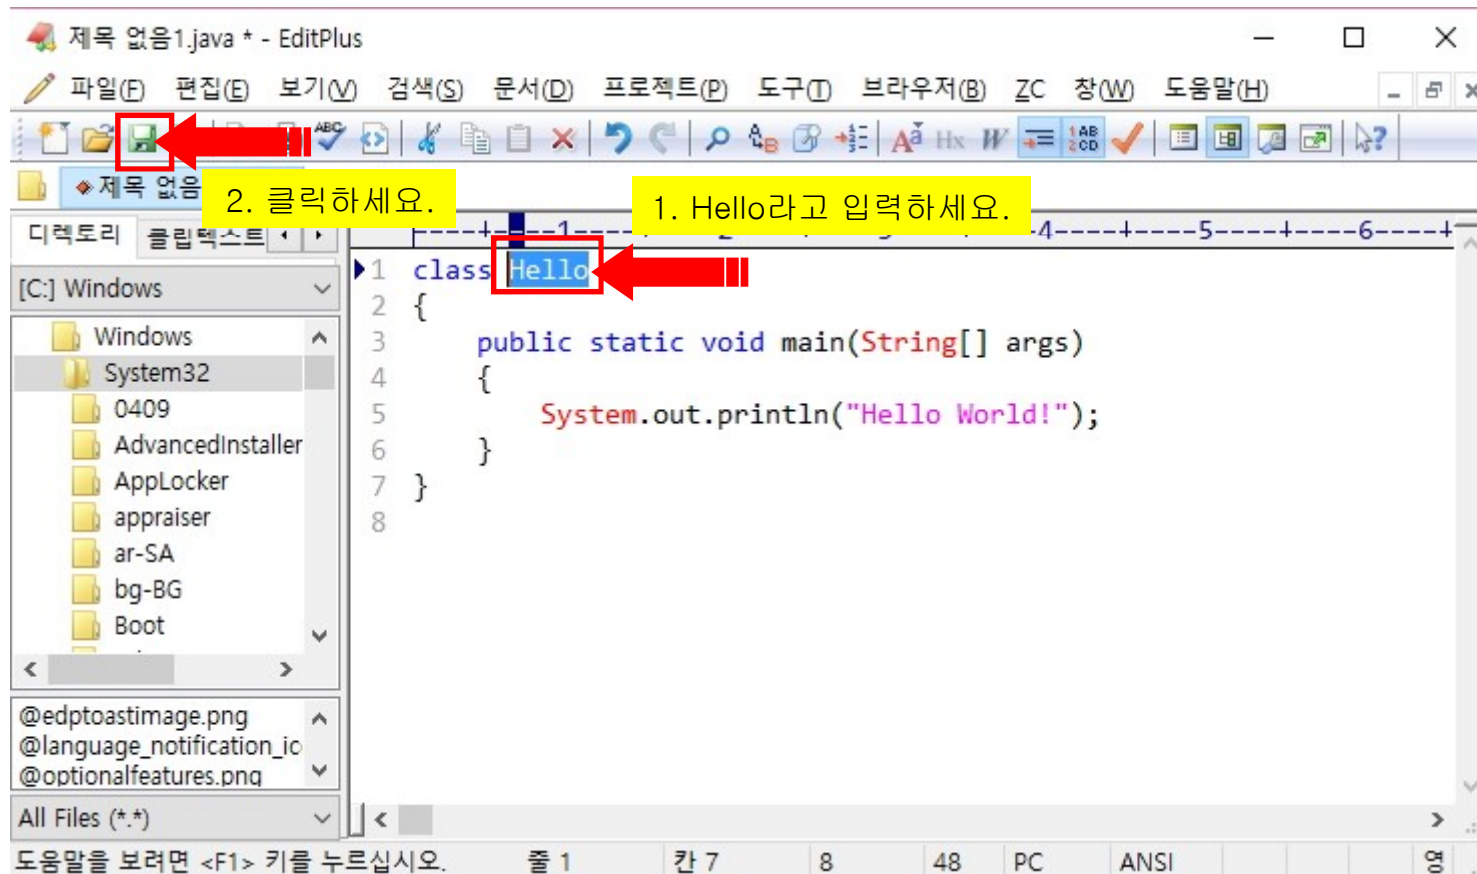 제목 없음1.java * - EditPlus
파일(F) 편집(E) 보기(V) 검색(S) 문서(D) 프로젝트(P) 도구(T) 브라우저(B) ZC 창(W) 도움말(H)
제목 없음
2. 클릭하세요.
1. Hello라고 입력하세요.
디렉토리 클립텍스트
----+----1----+----2----+----3----+----4----+----5----+----6----+
[C:] Windows
Windows
System32
0409
AdvancedInstaller
AppLocker
appraiser
ar-SA
bg-BG
Boot
@edptoastimage.png
@language_notification_ic
@optionalfeatures.png
All Files (*.*)
1 class Hello
2 {
3 public static void main(String[] args)
4 {
5 System.out.println("Hello World!");
6 }
7 }
8
도움말을 보려면 <F1> 키를 누르십시오. 줄 1 칸 7 8 48 PC ANSI 영